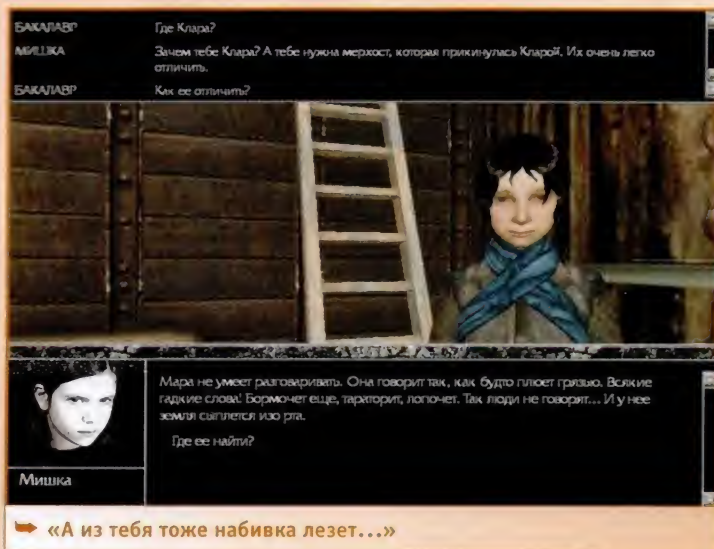 БАКАЛАВР Где Клара?
МИШКА Зачем тебе Клара? А тебе нужна мерхост, которая прикинулась Кларой. Их очень легко
отличить.
БАКАЛАВР Как ее отличить?
Мара не умеет разговаривать. Она говорит так, как будто плюет грязью. Всякие
гадкие слова! Бормочет еще, тараторит, лопочет. Так люди не говорят... И у нее
земля сыплется изо рта.
Где ее найти?
Мишка
«А из тебя тоже набивка лезет...»